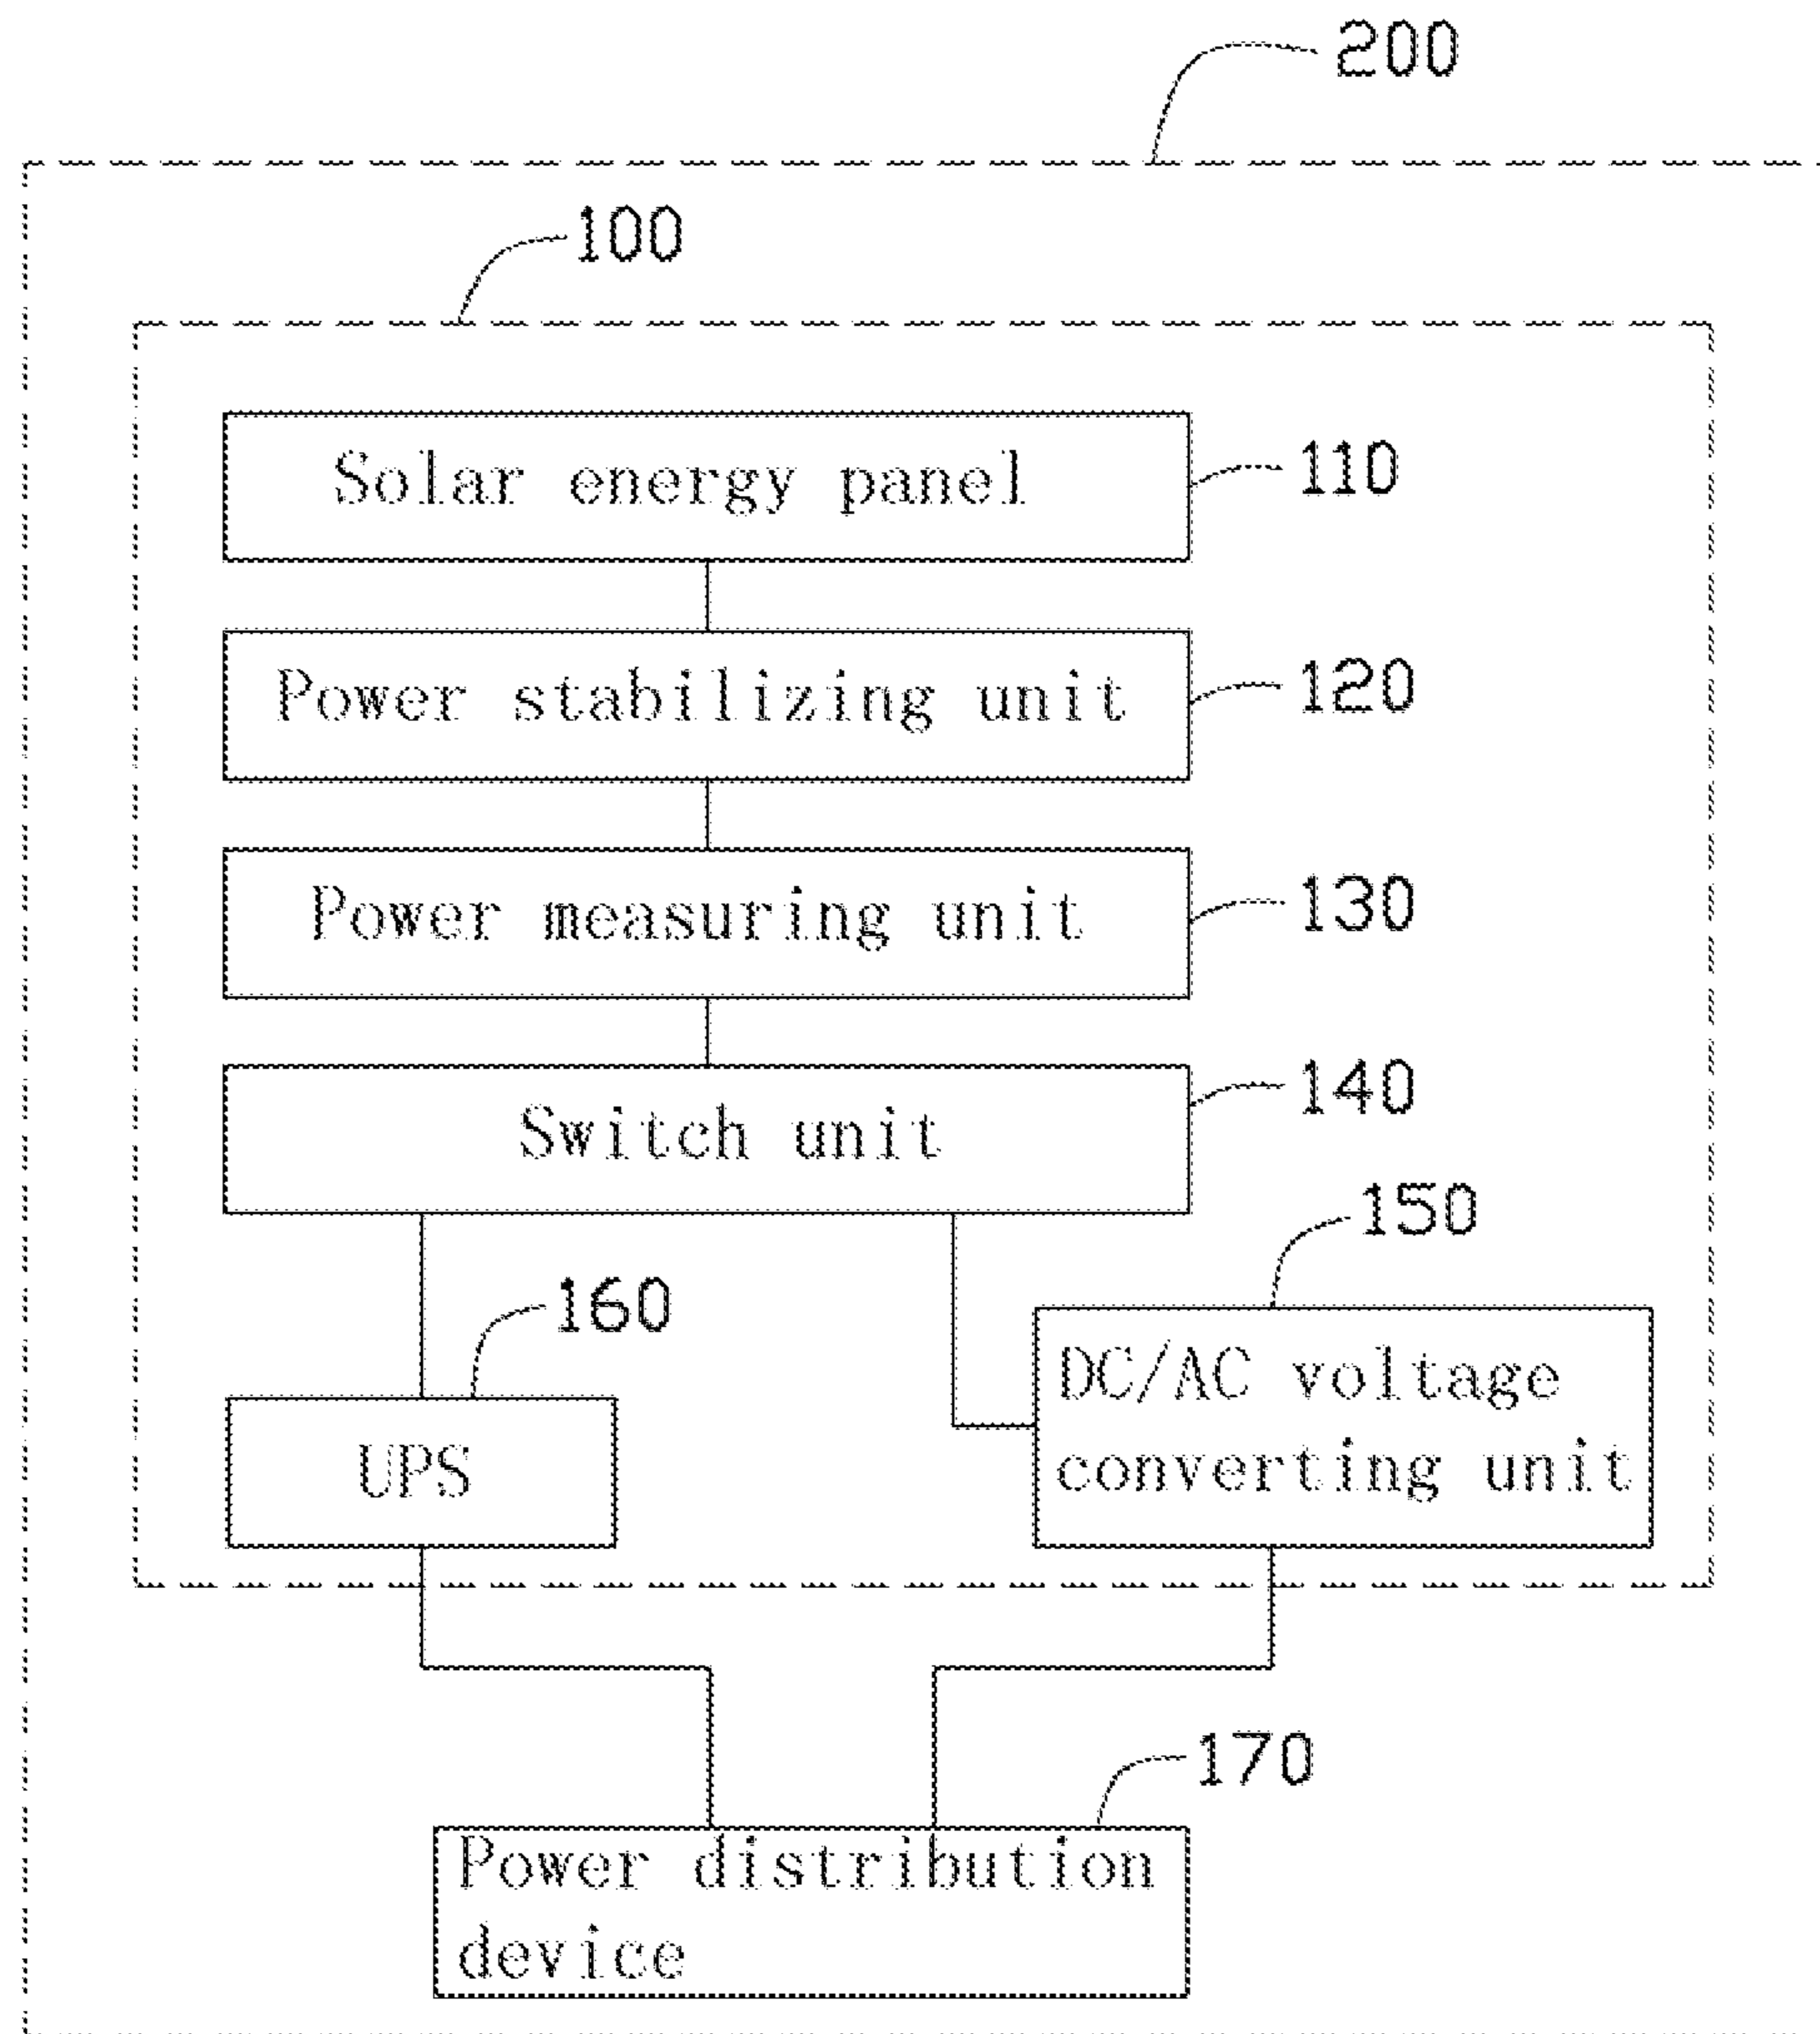 200
100
Solar energy panel
110
Power stabilizing unit
120
Power measuring unit
130
Switch unit
140
150
160
DC/AC voltage
converting unit
UPS
170
Power distribution
device